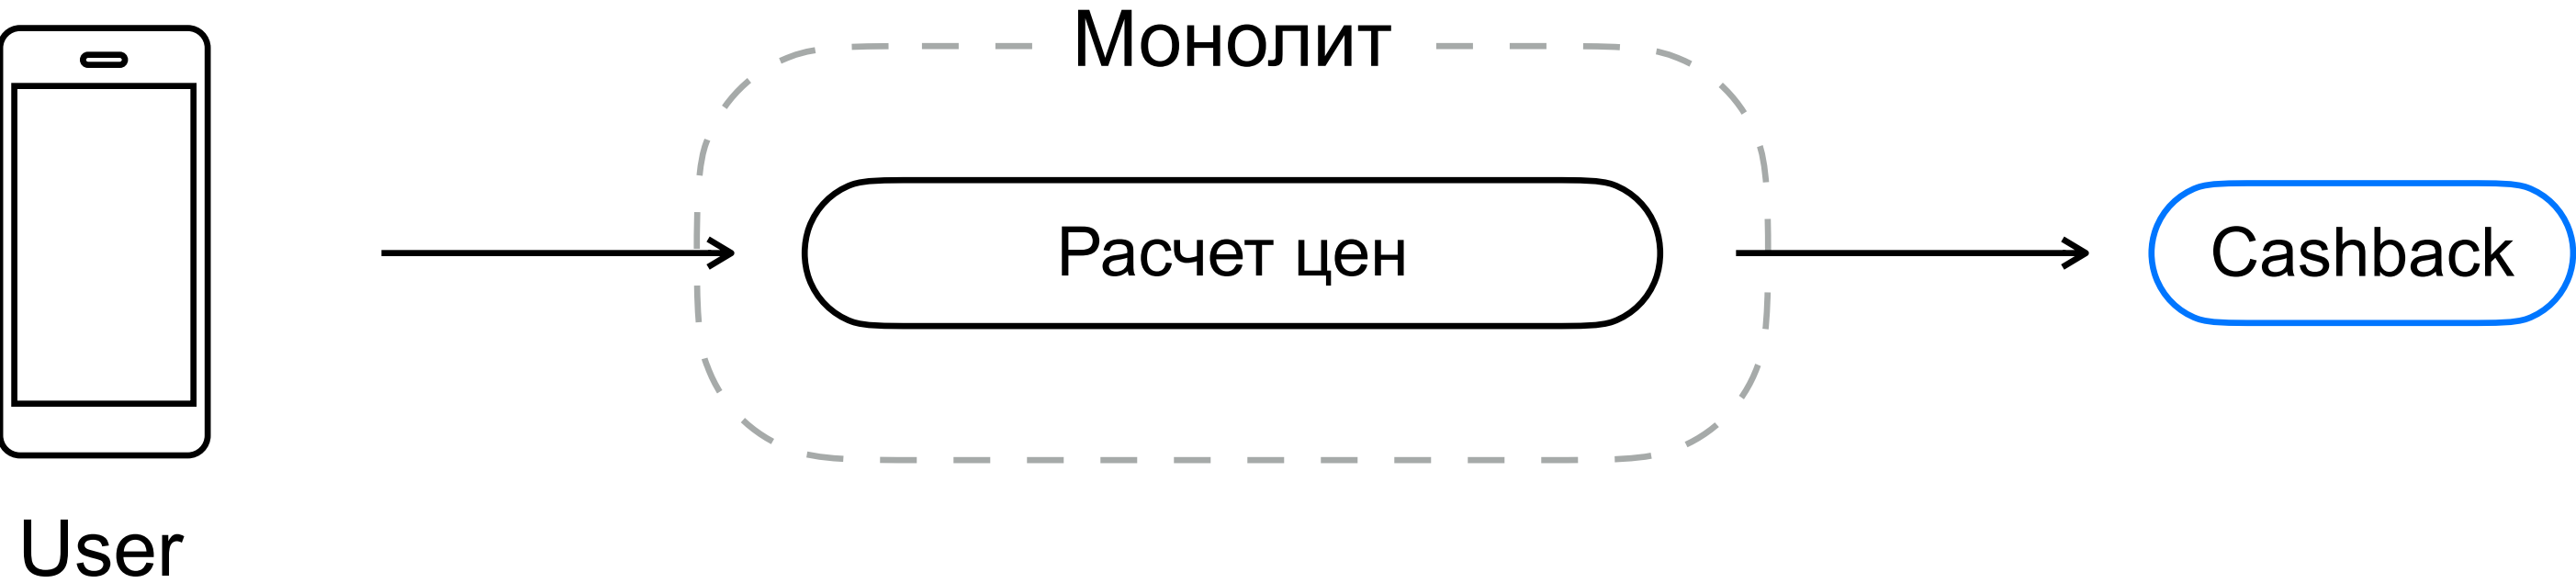 Монолит
Расчет цен
Cashback
User